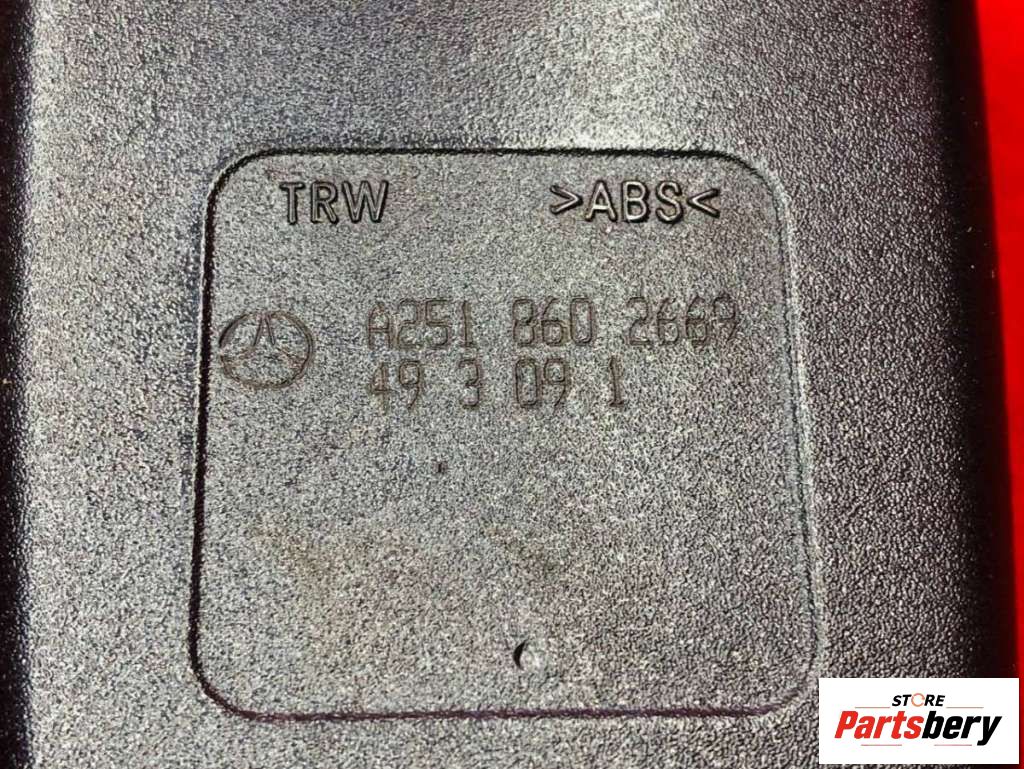 TRW >ABS<
A251 860 2669
49 3 09 1
STORE
Partsbery